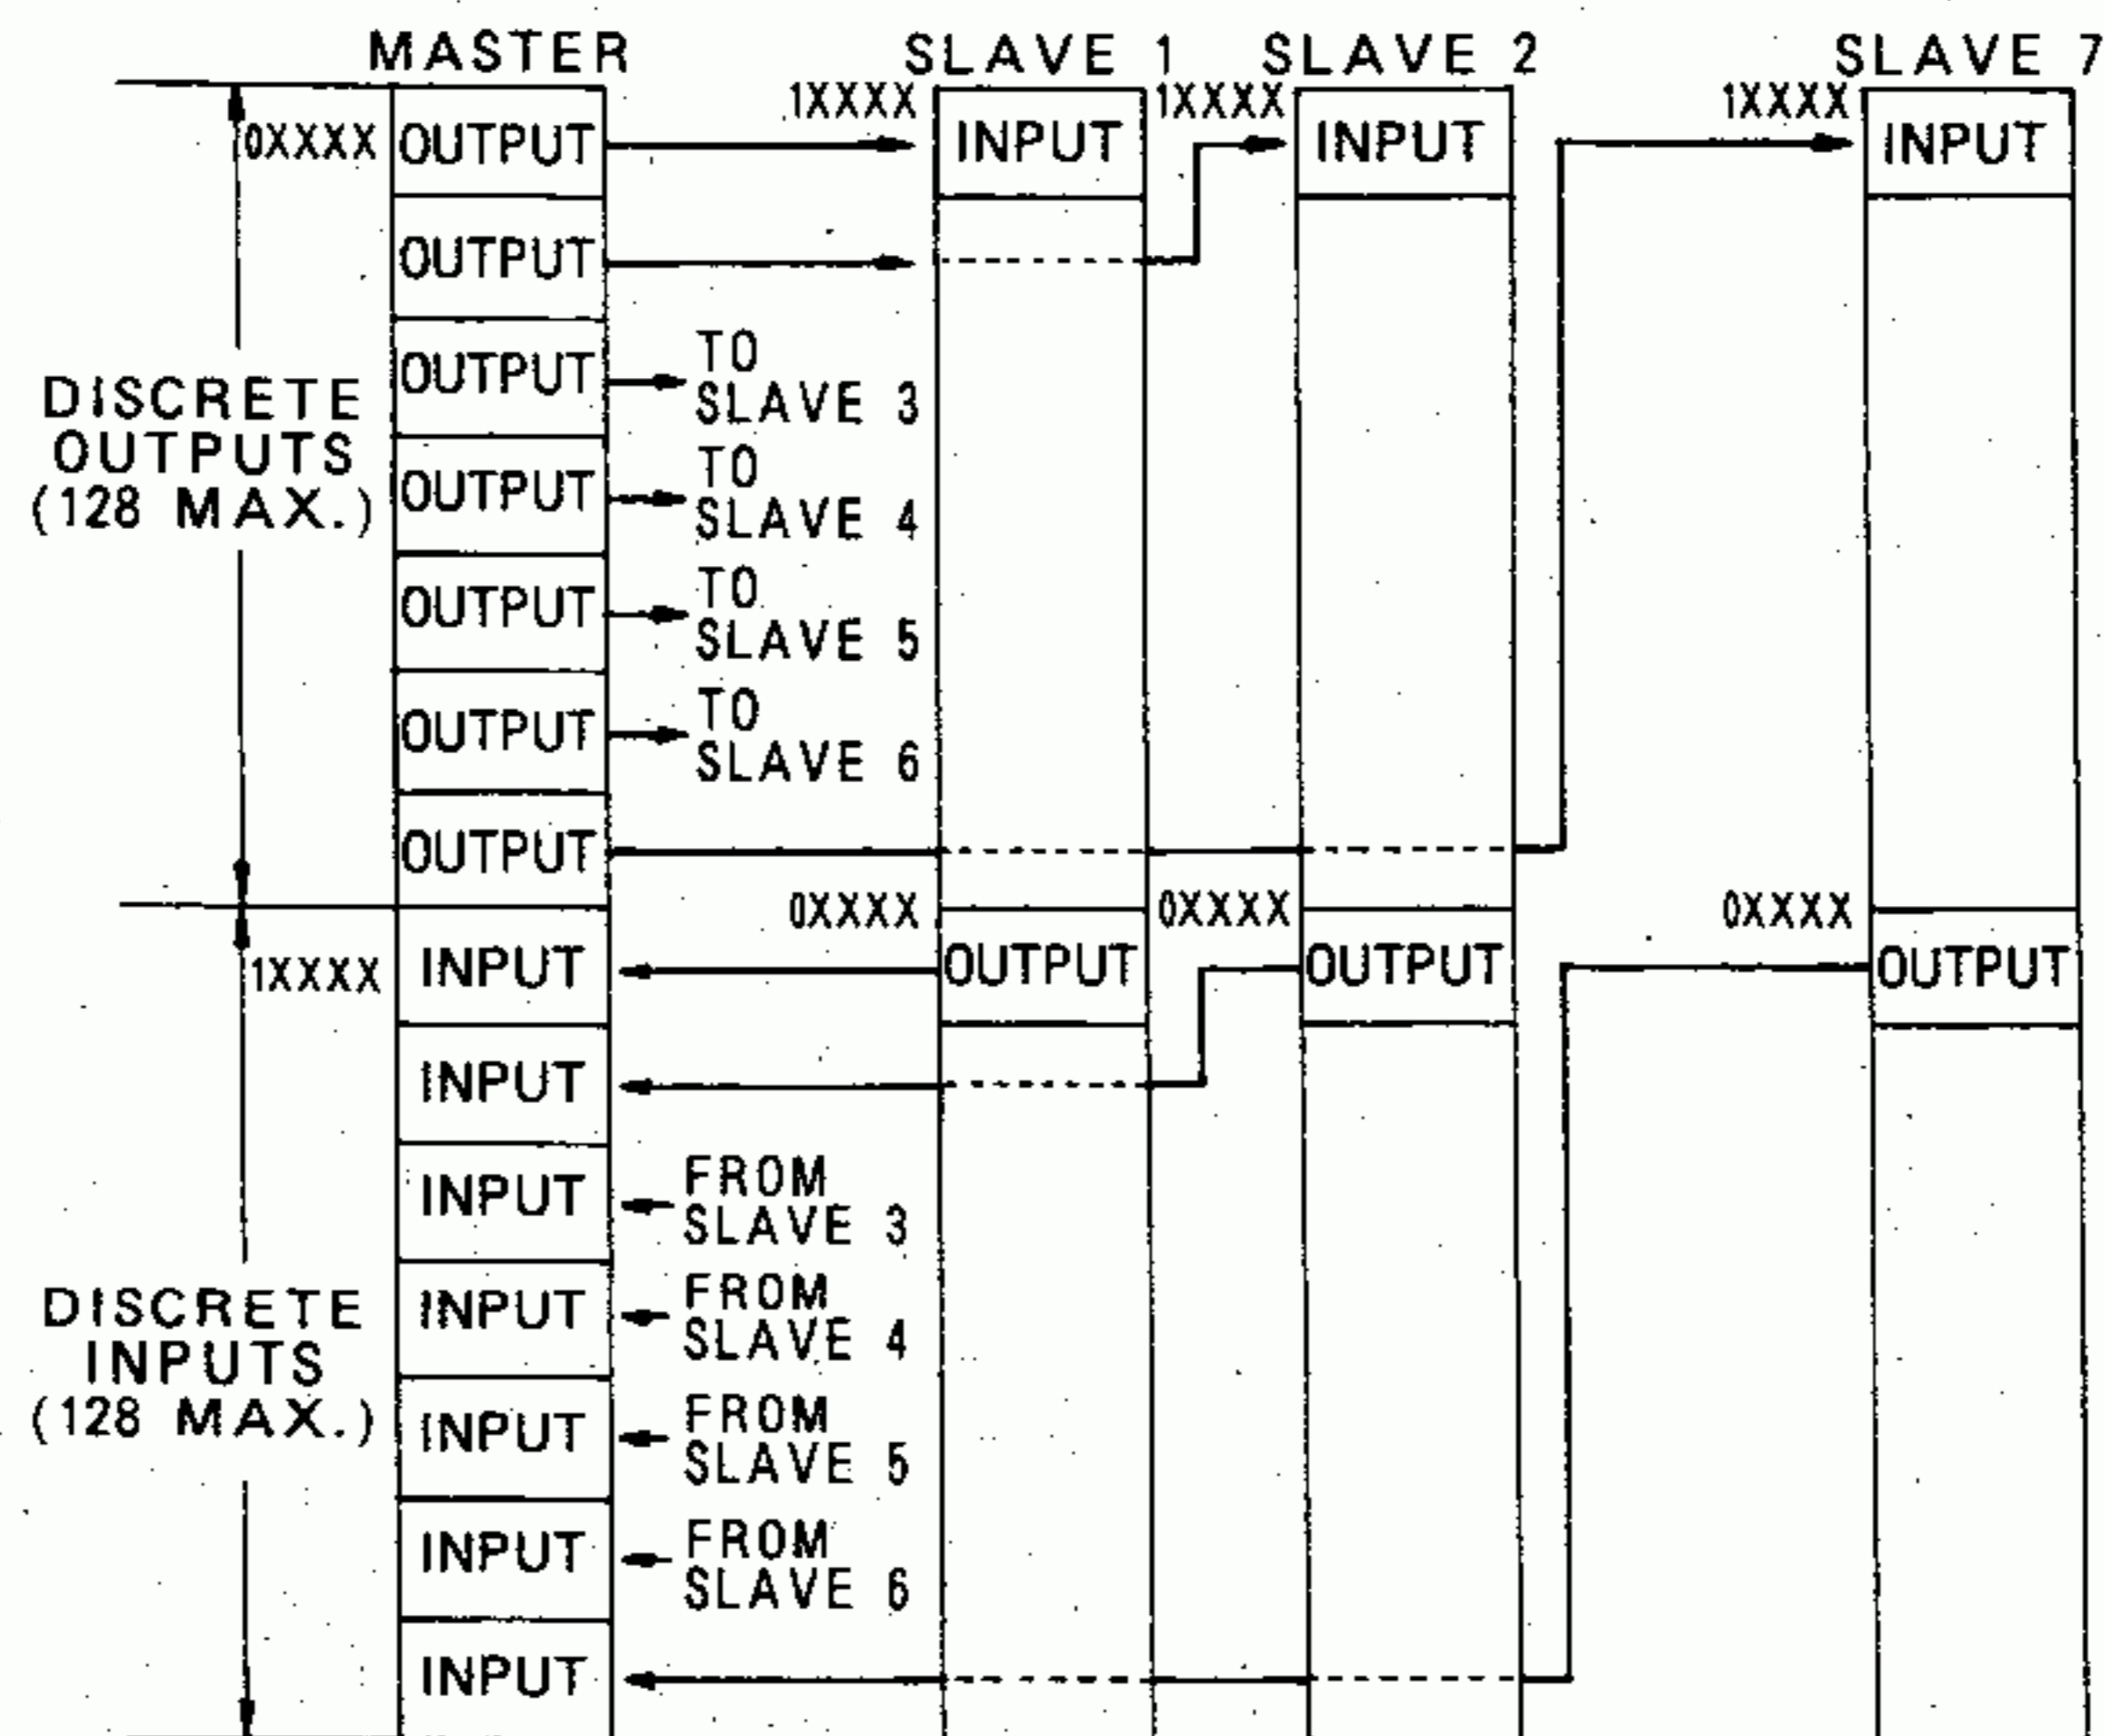 MASTER SLAVE 1 SLAVE 2 SLAVE 7
0XXXX OUTPUT 1XXXX INPUT 1XXXX INPUT 1XXXX INPUT
OUTPUT
OUTPUT TO
SLAVE 3
DISCRETE
OUTPUTS
(128 MAX.)
OUTPUT TO
SLAVE 4
OUTPUT TO
SLAVE 5
OUTPUT TO
SLAVE 6
OUTPUT
1XXXX INPUT 0XXXX OUTPUT 0XXXX OUTPUT 0XXXX OUTPUT
INPUT
INPUT FROM
SLAVE 3
DISCRETE
INPUTS
(128 MAX.)
INPUT FROM
SLAVE 4
INPUT FROM
SLAVE 5
INPUT FROM
SLAVE 6
INPUT